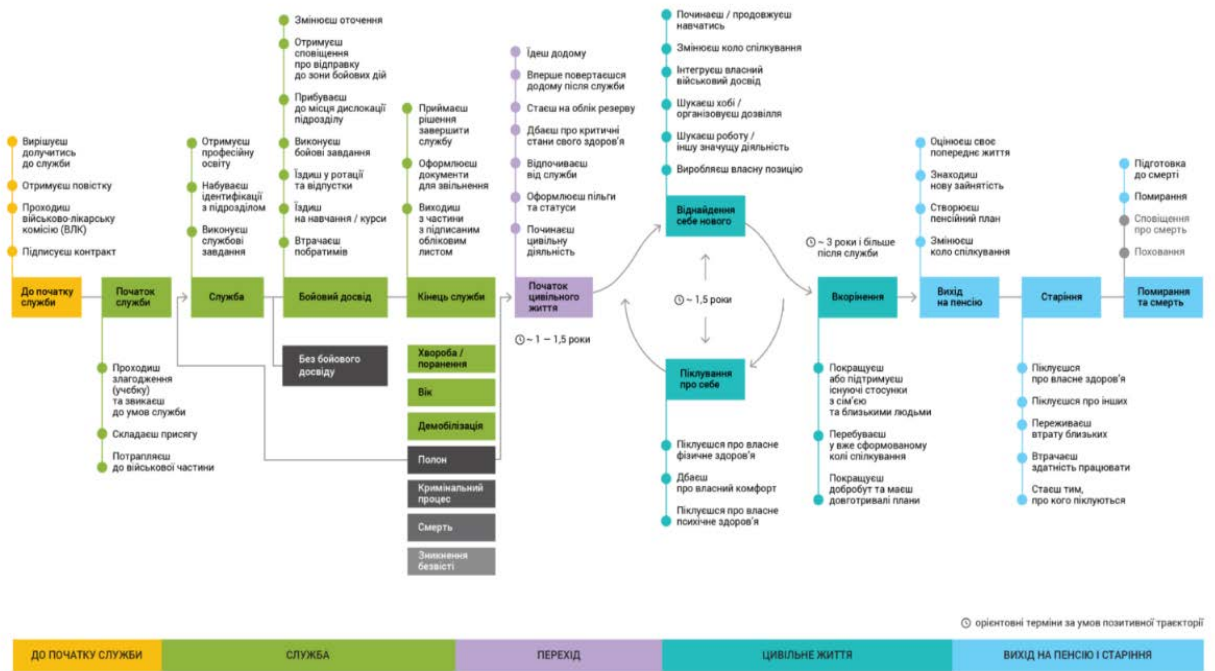 Вирішуєш
долучитись
до служби
Отримуєш повістку
Проходиш
військово-лікарську
комісію (ВЛК)
Підписуєш контракт
До початку
служби
Початок
служби
Проходиш
злагодження
(учєбку)
та звикаєш
до умов служби
Складаєш присягу
Потрапляєш
до військової частини
Отримуєш
професійну
освіту
Набуваєш
ідентифікації
з підрозділом
Виконуєш
службові
завдання
Служба
Змінюєш оточення
Отримуєш
сповіщення
про відправку
до зони бойових дій
Прибуваєш
до місця дислокації
підрозділу
Виконуєш
бойові завдання
Їздиш у ротації
та відпустки
Їздиш
на навчання / курси
Втрачаєш
побратимів
Бойовий досвід
Без бойового
досвіду
Приймаєш
рішення
завершити
службу
Оформлюєш
документи
для звільнення
Виходиш
з частини
з підписаним
обліковим
листом
Кінець служби
Хвороба /
поранення
Вік
Демобілізація
Полон
Кримінальний
процес
Смерть
Зникнення
безвісті
Їдеш додому
Вперше повертаєшся
додому після служби
Стаєш на облік резерву
Дбаєш про критичні
стани свого здоров'я
Відпочиваєш
від служби
Оформлюєш пільги
та статуси
Починаєш
цивільну
діяльність
Початок
цивільного
життя
~ 1 – 1,5 роки
Починаєш / продовжуєш
навчатись
Змінюєш коло спілкування
Інтегруєш власний
військовий досвід
Шукаєш хобі /
організовуєш дозвілля
Шукаєш роботу /
іншу значущу діяльність
Виробляєш власну позицію
Віднайдення
себе нового
~ 1,5 роки
Піклування
про себе
Піклуєшся про власне
фізичне здоров'я
Дбаєш
про власний комфорт
Піклуєшся про власне
психічне здоров'я
~ 3 роки і більше
після служби
Вкорінення
Покращуєш
або підтримуєш
існуючі стосунки
з сім'єю
та близькими людьми
Перебуваєш
у вже сформованому
колі спілкування
Покращуєш
добробут та маєш
довготривалі плани
Оцінюєш своє
попереднє життя
Знаходиш
нову зайнятість
Створюєш
пенсійний план
Змінюєш
коло спілкування
Вихід
на пенсію
Старіння
Піклуєшся
про власне здоров'я
Піклуєшся про інших
Переживаєш
втрату близьких
Втрачаєш
здатність працювати
Стаєш тим,
про кого піклуються
Підготовка
до смерті
Помирання
Сповіщення
про смерть
Поховання
Помирання
та смерть
орієнтовні терміни за умов позитивної траєкторії
ДО ПОЧАТКУ СЛУЖБИ
СЛУЖБА
ПЕРЕХІД
ЦИВІЛЬНЕ ЖИТТЯ
ВИХІД НА ПЕНСІЮ І СТАРІННЯ